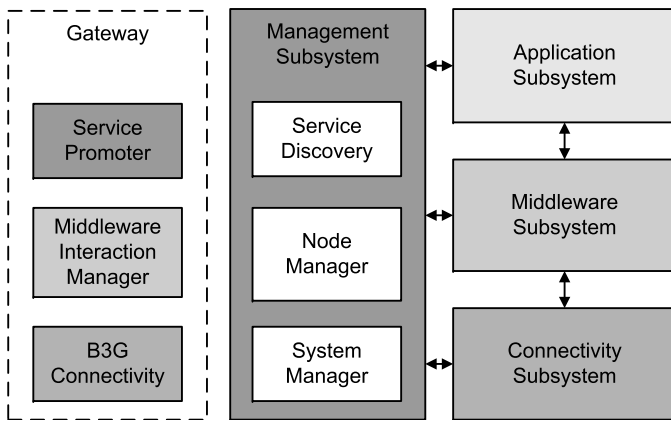 Gateway
Service
Promoter
Middleware
Interaction
Manager
B3G
Connectivity
Management
Subsystem
Service
Discovery
Node
Manager
System
Manager
Application
Subsystem
Middleware
Subsystem
Connectivity
Subsystem